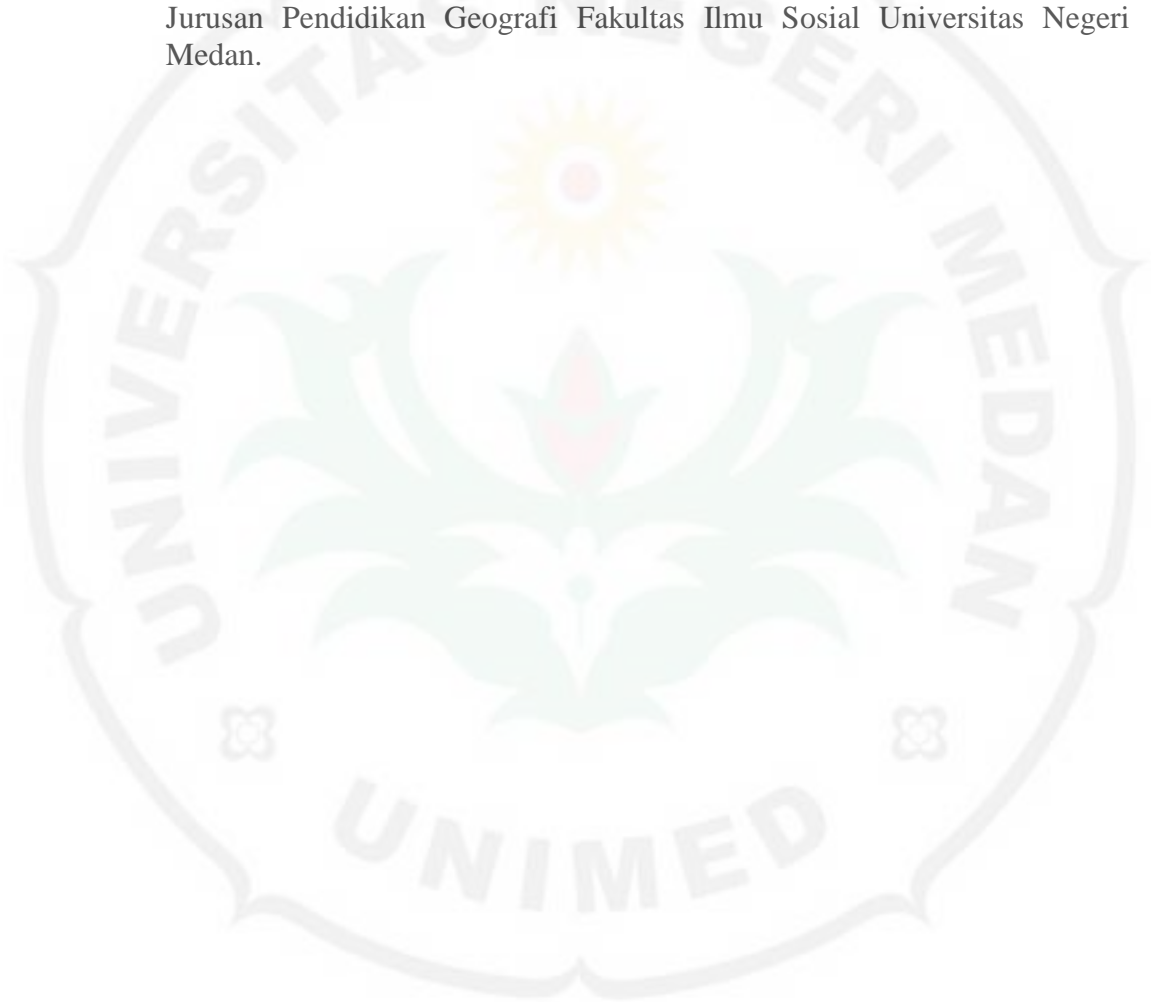 Jurusan Pendidikan Geografi Fakultas Ilmu Sosial Universitas Negeri
Medan.
UNIVERSITAS NEGERI MEDAN
UNIMED